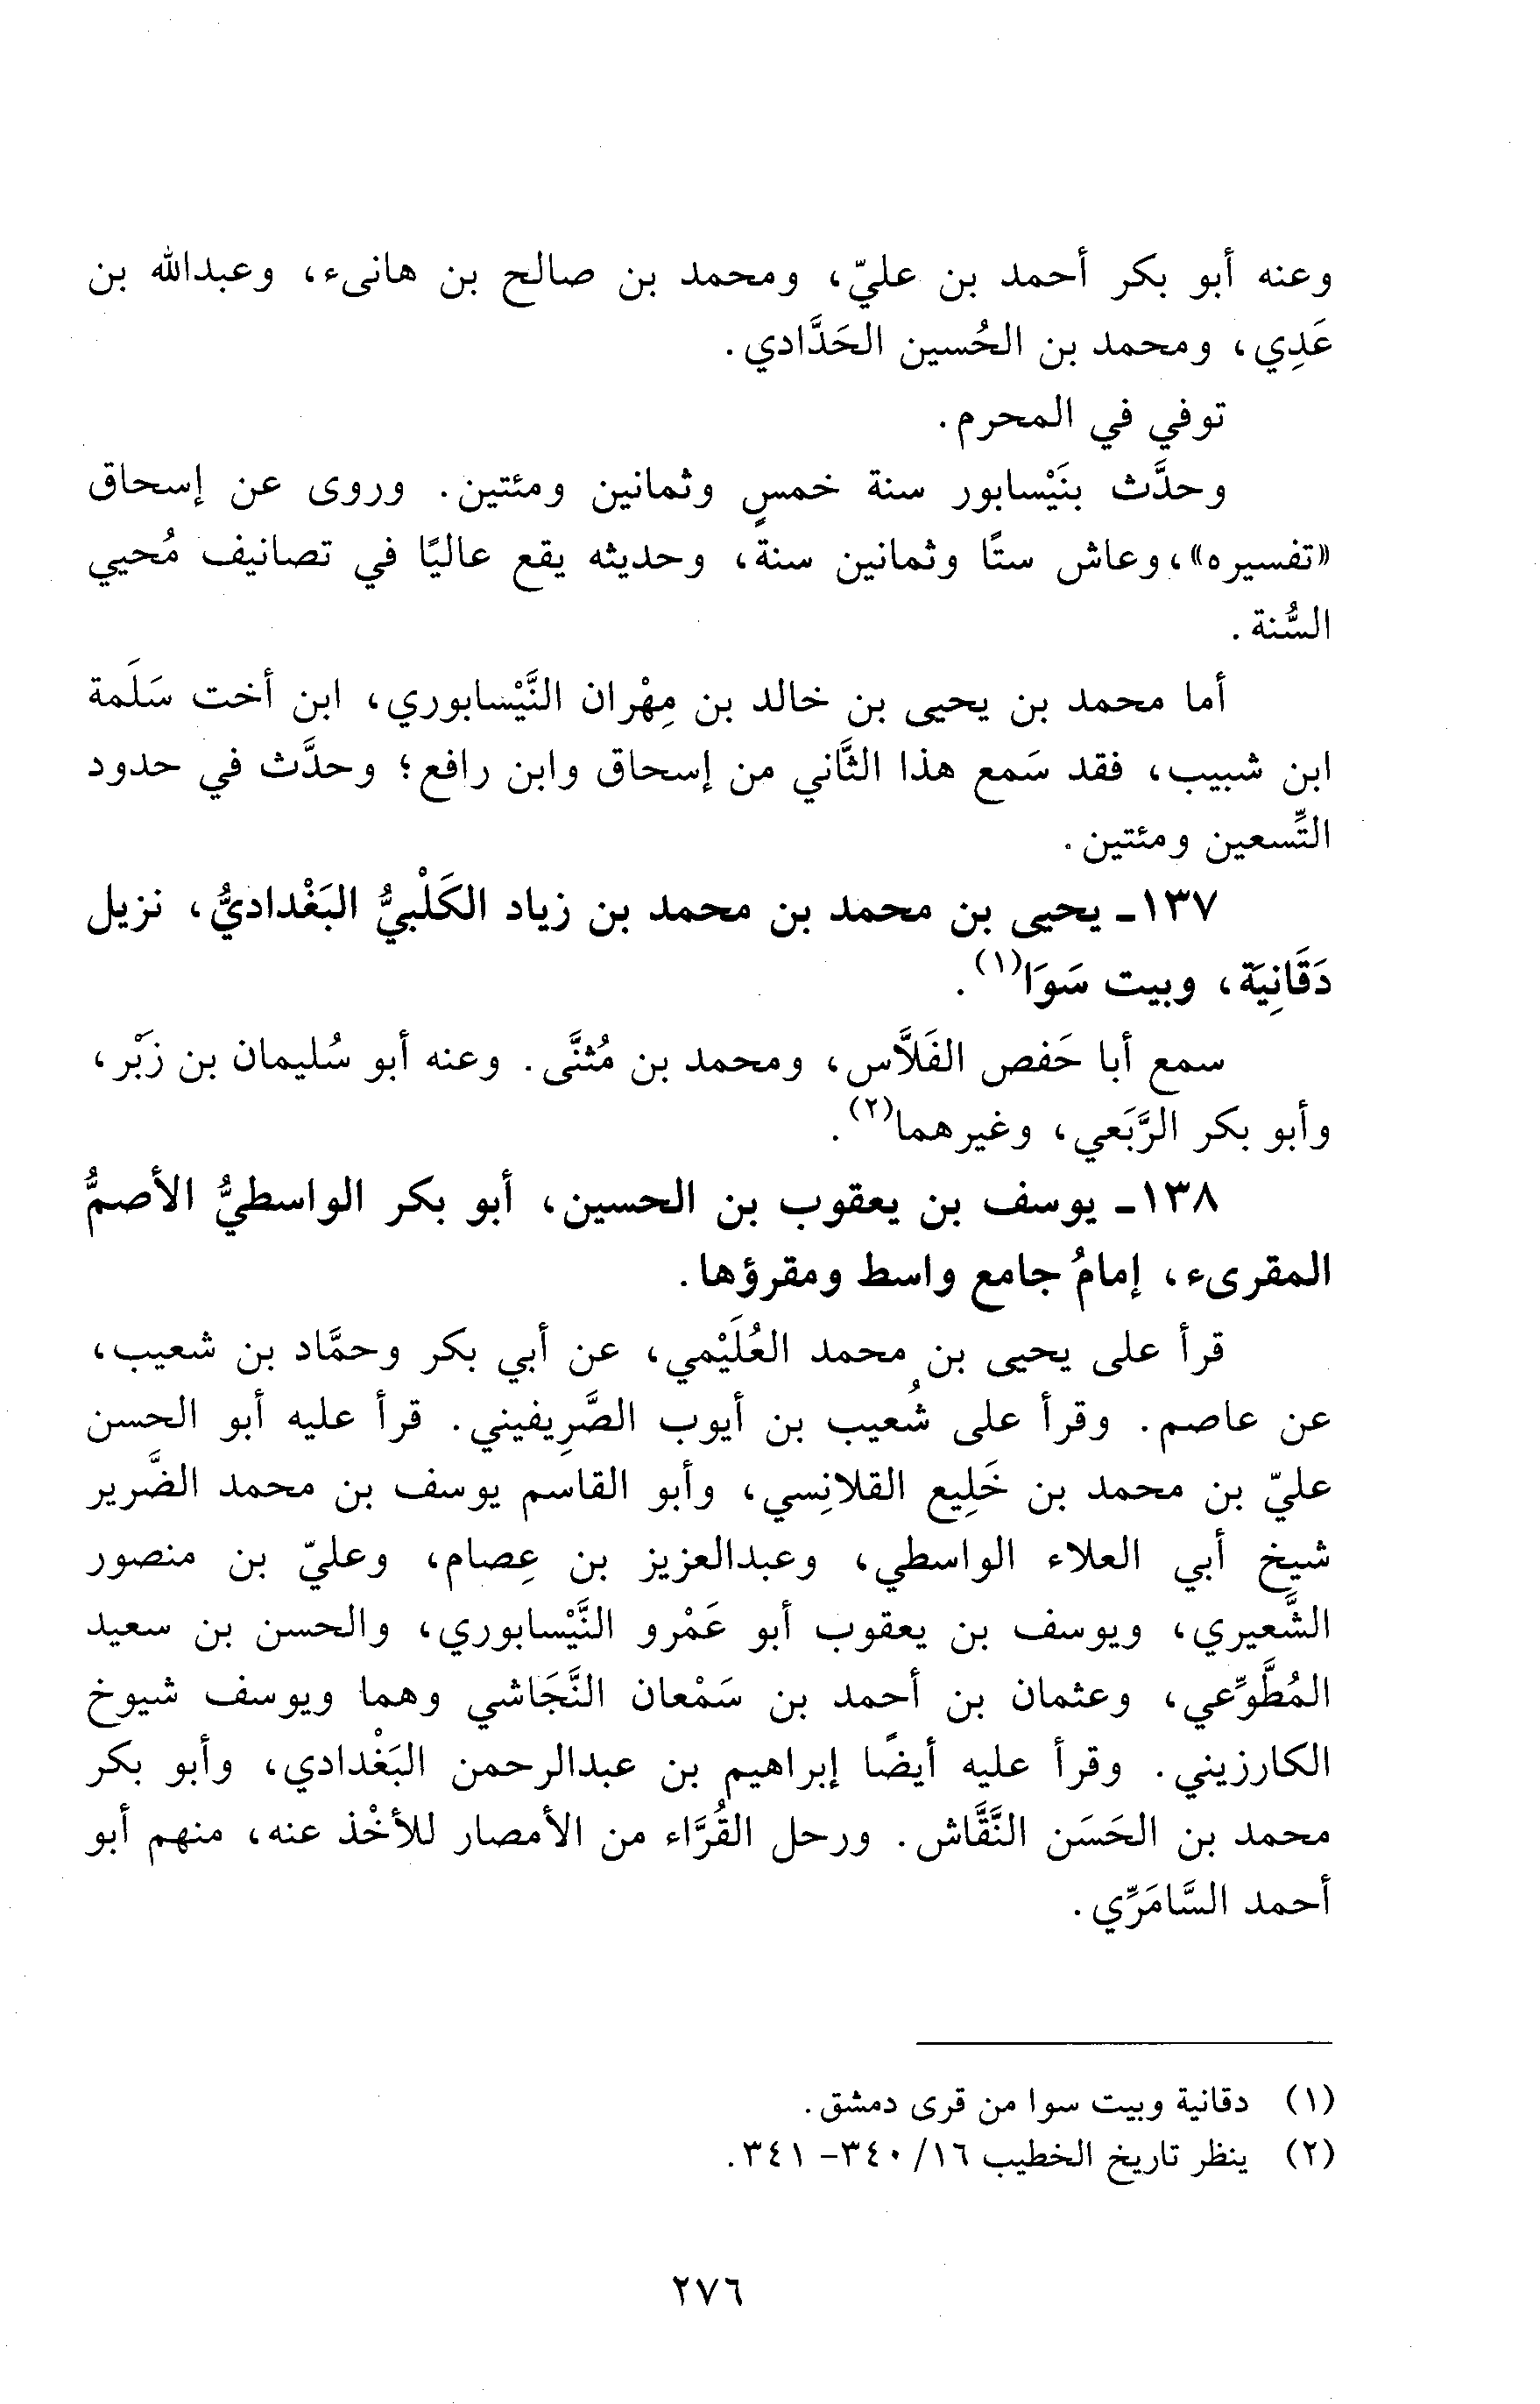 وعنه أبو بكر أحمد بن عليّ، ومحمد بن صالح بن هانىء، وعبدالله بن
عَدِي، ومحمد بن الحُسين الحَدَّادي.
توفي في المحرم.
وحدَّث بنَيْسابور سنة خمسٍ وثمانين ومئتين. وروى عن إسحاق
«تفسيره»، وعاش ستًا وثمانين سنة، وحديثه يقع عاليًا في تصانيف مُحيي
السُّنة.
أما محمد بن يحيى بن خالد بن مِهْران النَّيْسابوري، ابن أخت سَلَمة
ابن شبيب، فقد سَمع هذا الثَّاني من إسحاق وابن رافع؛ وحدَّث في حدود
التِّسعين ومئتين.
١٣٧ـ يحيى بن محمد بن محمد بن زياد الكَلْبيُّ البَغْداديُّ، نزيل
دَقَانِيَة، وبيت سَوَا(١).
سمع أبا حَفص الفَلَّاس، ومحمد بن مُثنَّى. وعنه أبو سُليمان بن زَبْر،
وأبو بكر الرَّبَعي، وغيرهما(٢).
١٣٨ـ يوسف بن يعقوب بن الحسين، أبو بكر الواسطيُّ الأصمُّ
المقرىء، إمامُ جامع واسط ومقرؤها.
قرأ على يحيى بن محمد العُلَيْمي، عن أبي بكر وحمَّاد بن شعيب،
عن عاصم. وقرأ على شُعيب بن أيوب الصَّرِيفيني. قرأ عليه أبو الحسن
عليّ بن محمد بن خَلِيع القلانِسي، وأبو القاسم يوسف بن محمد الضَّرير
شيخ أبي العلاء الواسطي، وعبدالعزيز بن عِصام، وعليّ بن منصور
الشَّعيري، ويوسف بن يعقوب أبو عَمْرو النَّيْسابوري، والحسن بن سعيد
المُطَّوِّعي، وعثمان بن أحمد بن سَمْعان النَّجَاشي وهما ويوسف شيوخ
الكارزيني. وقرأ عليه أيضًا إبراهيم بن عبدالرحمن البَغْدادي، وأبو بكر
محمد بن الحَسَن النَّقَّاش. ورحل القُرَّاء من الأمصار للأخْذ عنه، منهم أبو
أحمد السَّامَرِّي.
(١) دقانية وبيت سوا من قرى دمشق.
(٢) ينظر تاريخ الخطيب ١٦/ ٣٤٠- ٣٤١.
٢٧٦